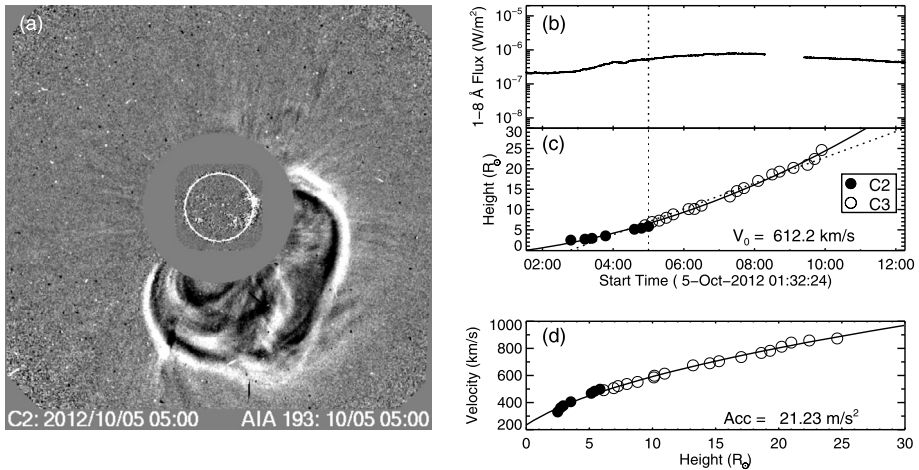 (a)
C2: 2012/10/05 05:00 AIA 193: 10/05 05:00
(b)
1−8 Å Flux (W/m²)
10⁻⁵
10⁻⁶
10⁻⁷
10⁻⁸
(c)
Height (R☉)
30
25
20
15
10
5
0
C2
C3
V₀ = 612.2 km/s
02:00 04:00 06:00 08:00 10:00 12:00
Start Time ( 5−Oct−2012 01:32:24)
(d)
Velocity (km/s)
1000
800
600
400
200
Acc = 21.23 m/s²
0 5 10 15 20 25 30
Height (R☉)